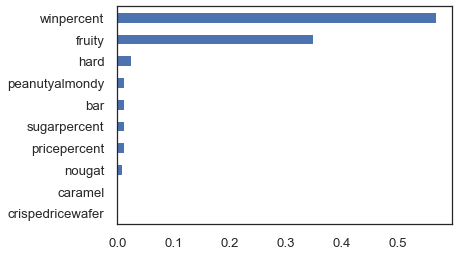 winpercent
fruity
hard
peanutyalmondy
bar
sugarpercent
pricepercent
nougat
caramel
crispedricewafer
0.0 0.1 0.2 0.3 0.4 0.5